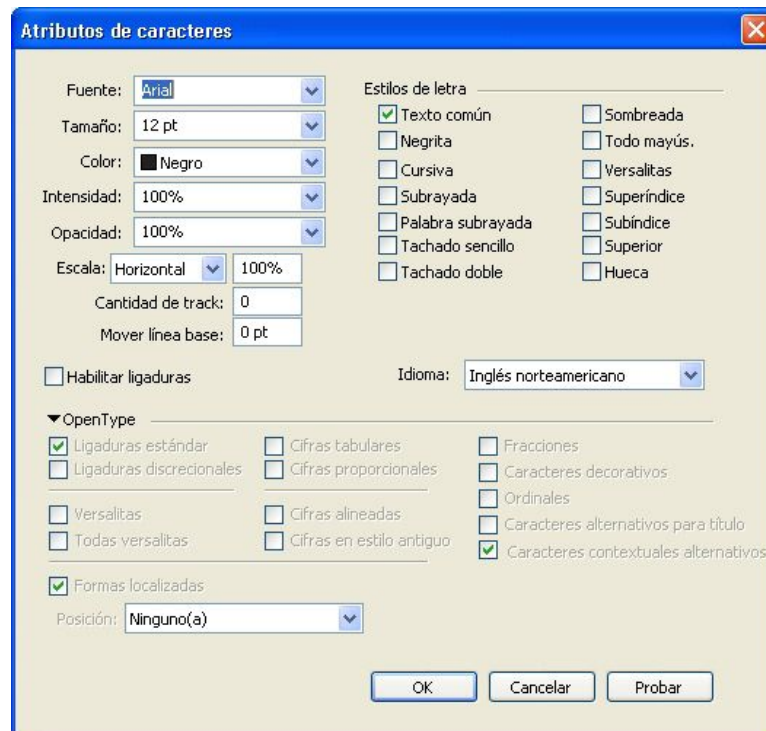 Atributos de caracteres
Fuente: Arial
Tamaño: 12 pt
Color: Negro
Intensidad: 100%
Opacidad: 100%
Escala: Horizontal 100%
Cantidad de track: 0
Mover línea base: 0 pt
Estilos de letra
Texto común
Negrita
Cursiva
Subrayada
Palabra subrayada
Tachado sencillo
Tachado doble
Sombreada
Todo mayús.
Versalitas
Superíndice
Subíndice
Superior
Hueca
Habilitar ligaduras
Idioma: Inglés norteamericano
OpenType
Ligaduras estándar
Ligaduras discrecionales
Versalitas
Todas versalitas
Cifras tabulares
Cifras proporcionales
Cifras alineadas
Cifras en estilo antiguo
Fracciones
Caracteres decorativos
Ordinales
Caracteres alternativos para título
Caracteres contextuales alternativos
Formas localizadas
Posición: Ninguno(a)
OK Cancelar Probar